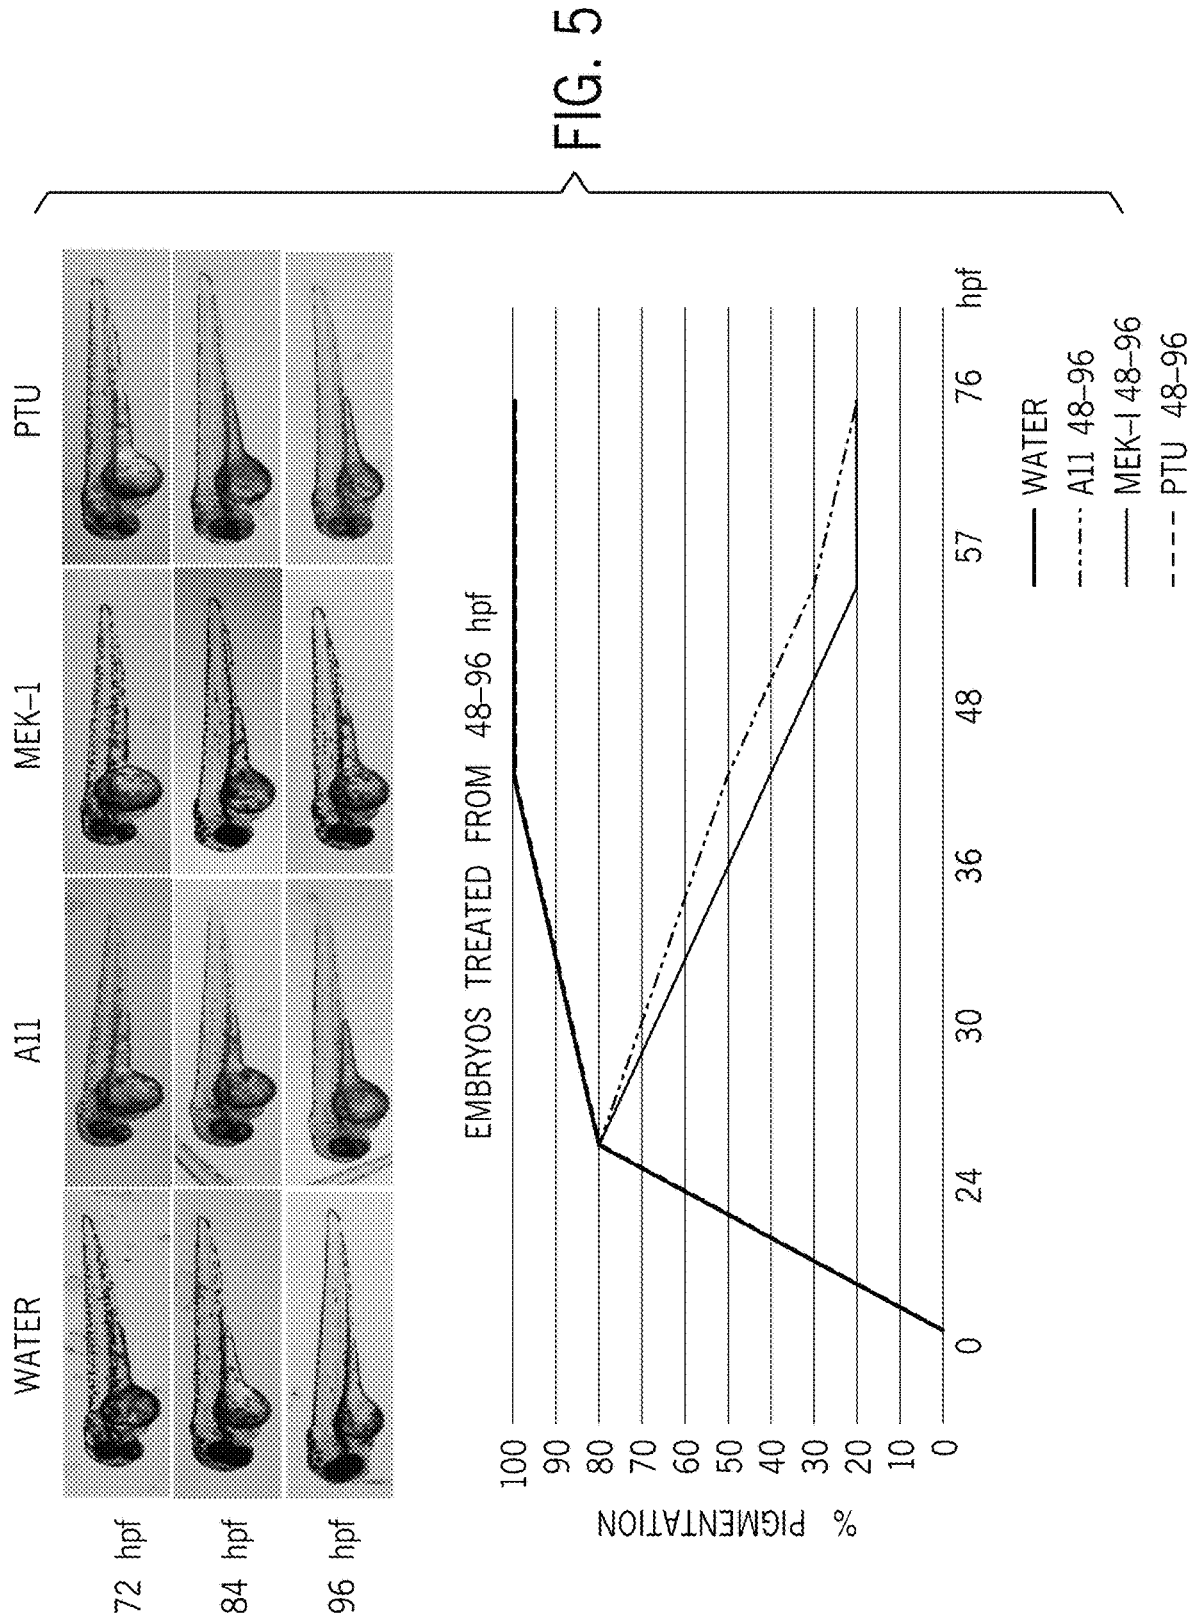 WATER A11 MEK-1 PTU
72 hpf
84 hpf
96 hpf
EMBRYOS TREATED FROM 48-96 hpf
% PIGMENTATION
100
90
80
70
60
50
40
30
20
10
0
0 24 30 36 48 57 76 hpf
WATER
A11 48-96
MEK-I 48-96
PTU 48-96
FIG. 5